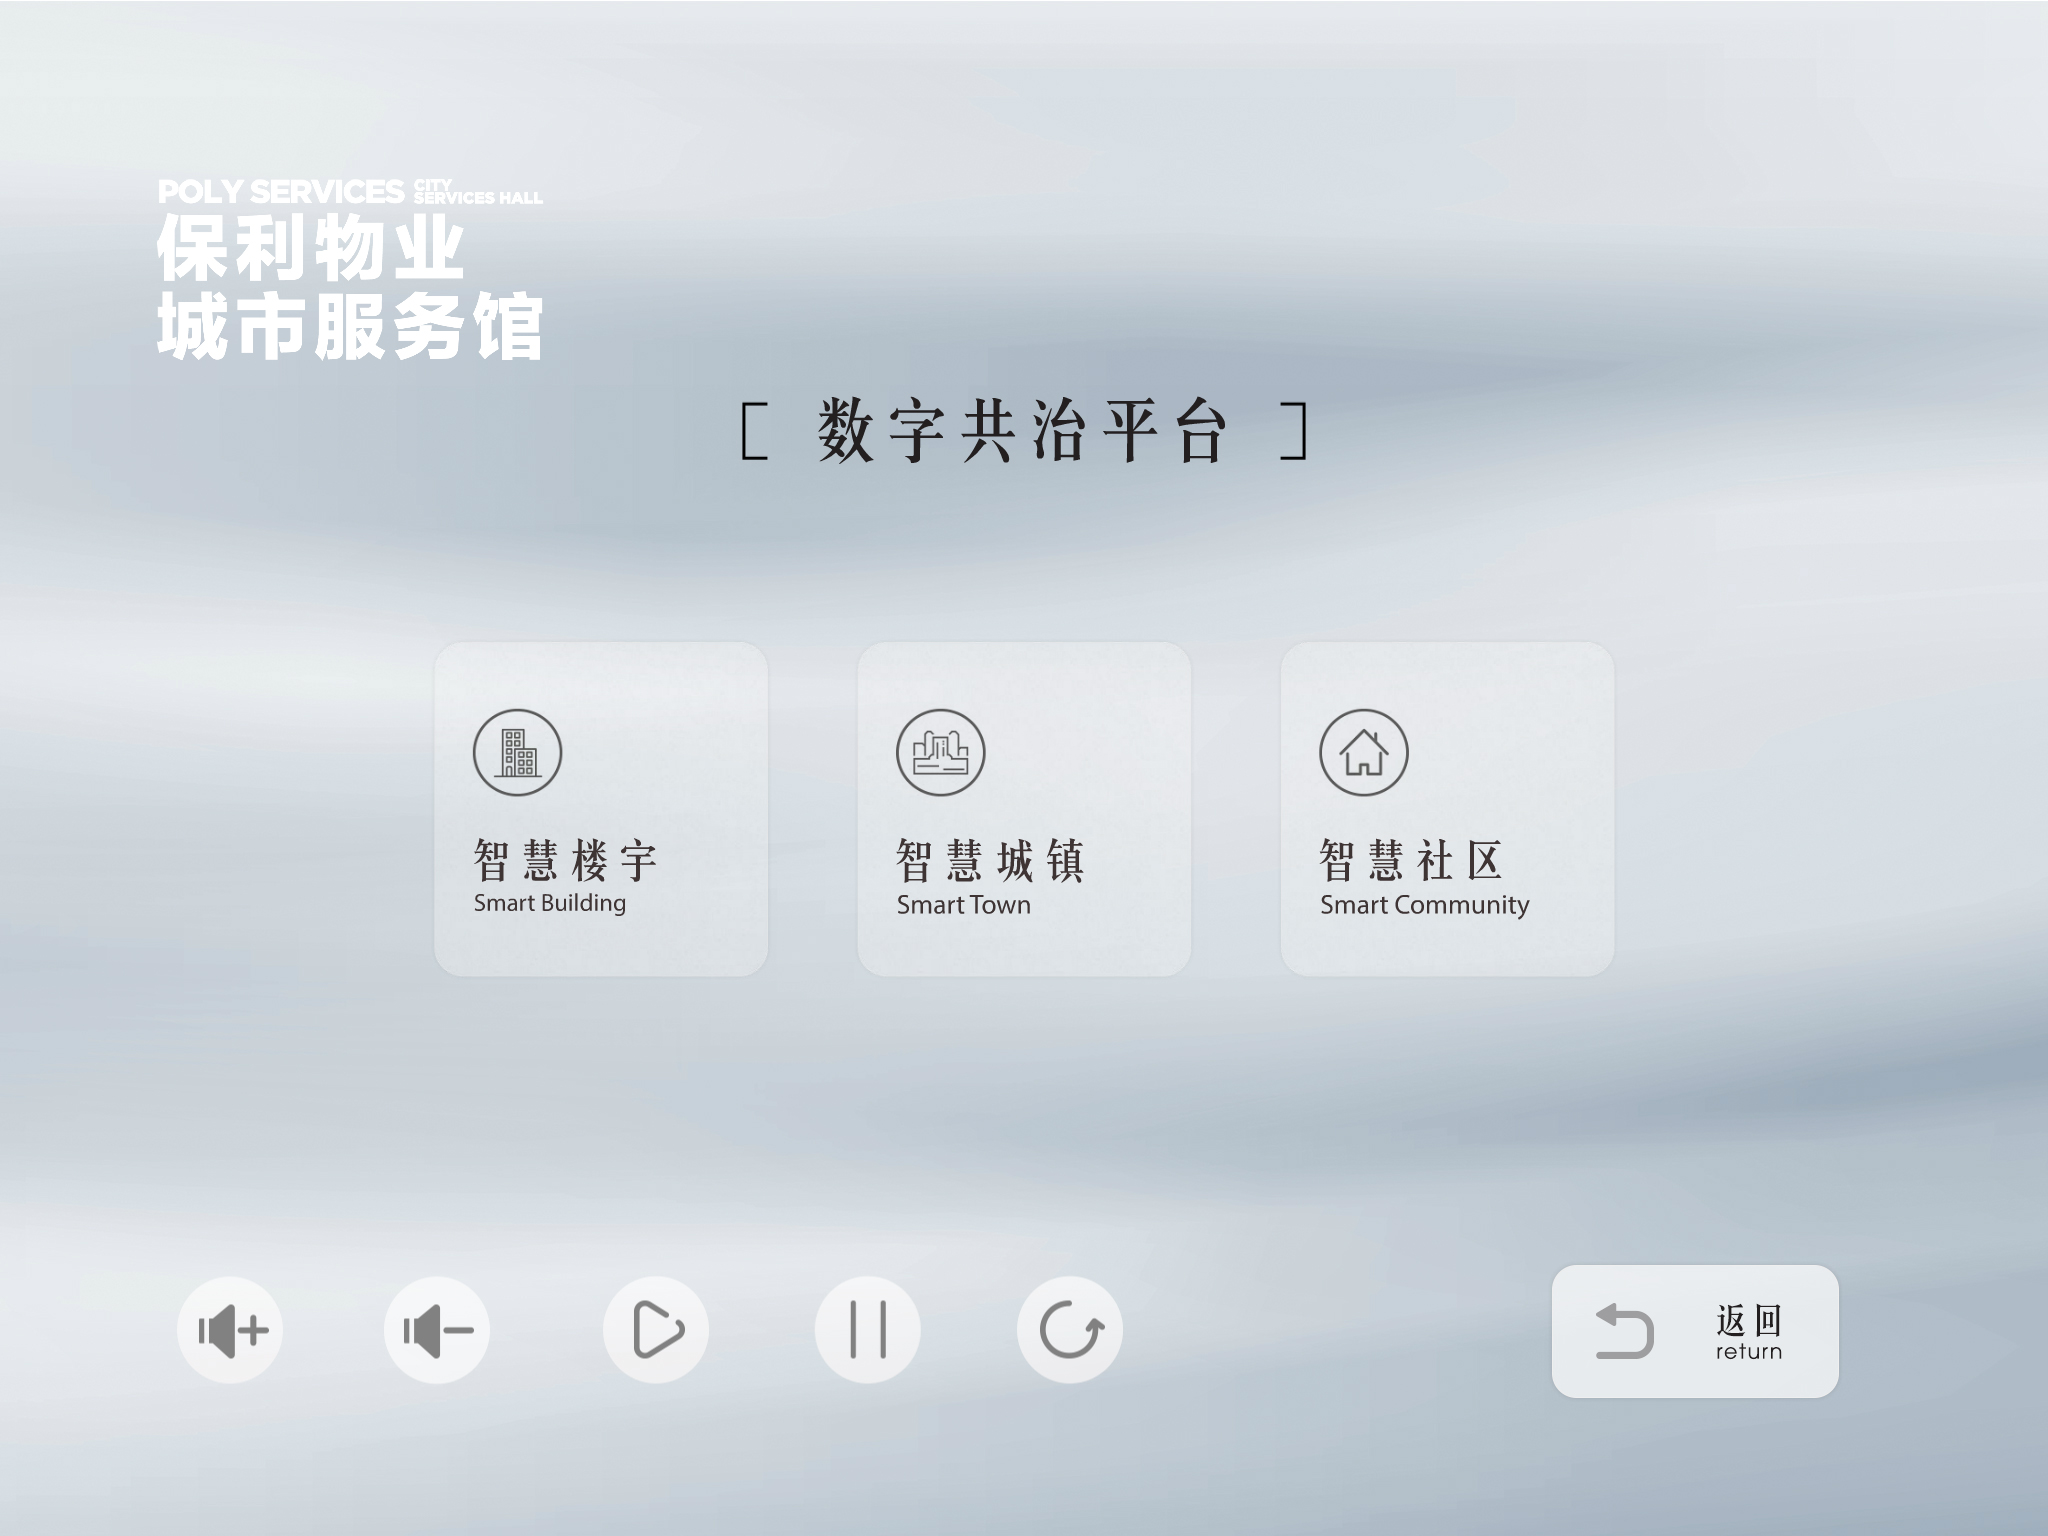 POLY SERVICES CITY SERVICES HALL
保利物业
城市服务馆
[ 数字共治平台 ]
智慧楼宇
Smart Building
智慧城镇
Smart Town
智慧社区
Smart Community
返回
return